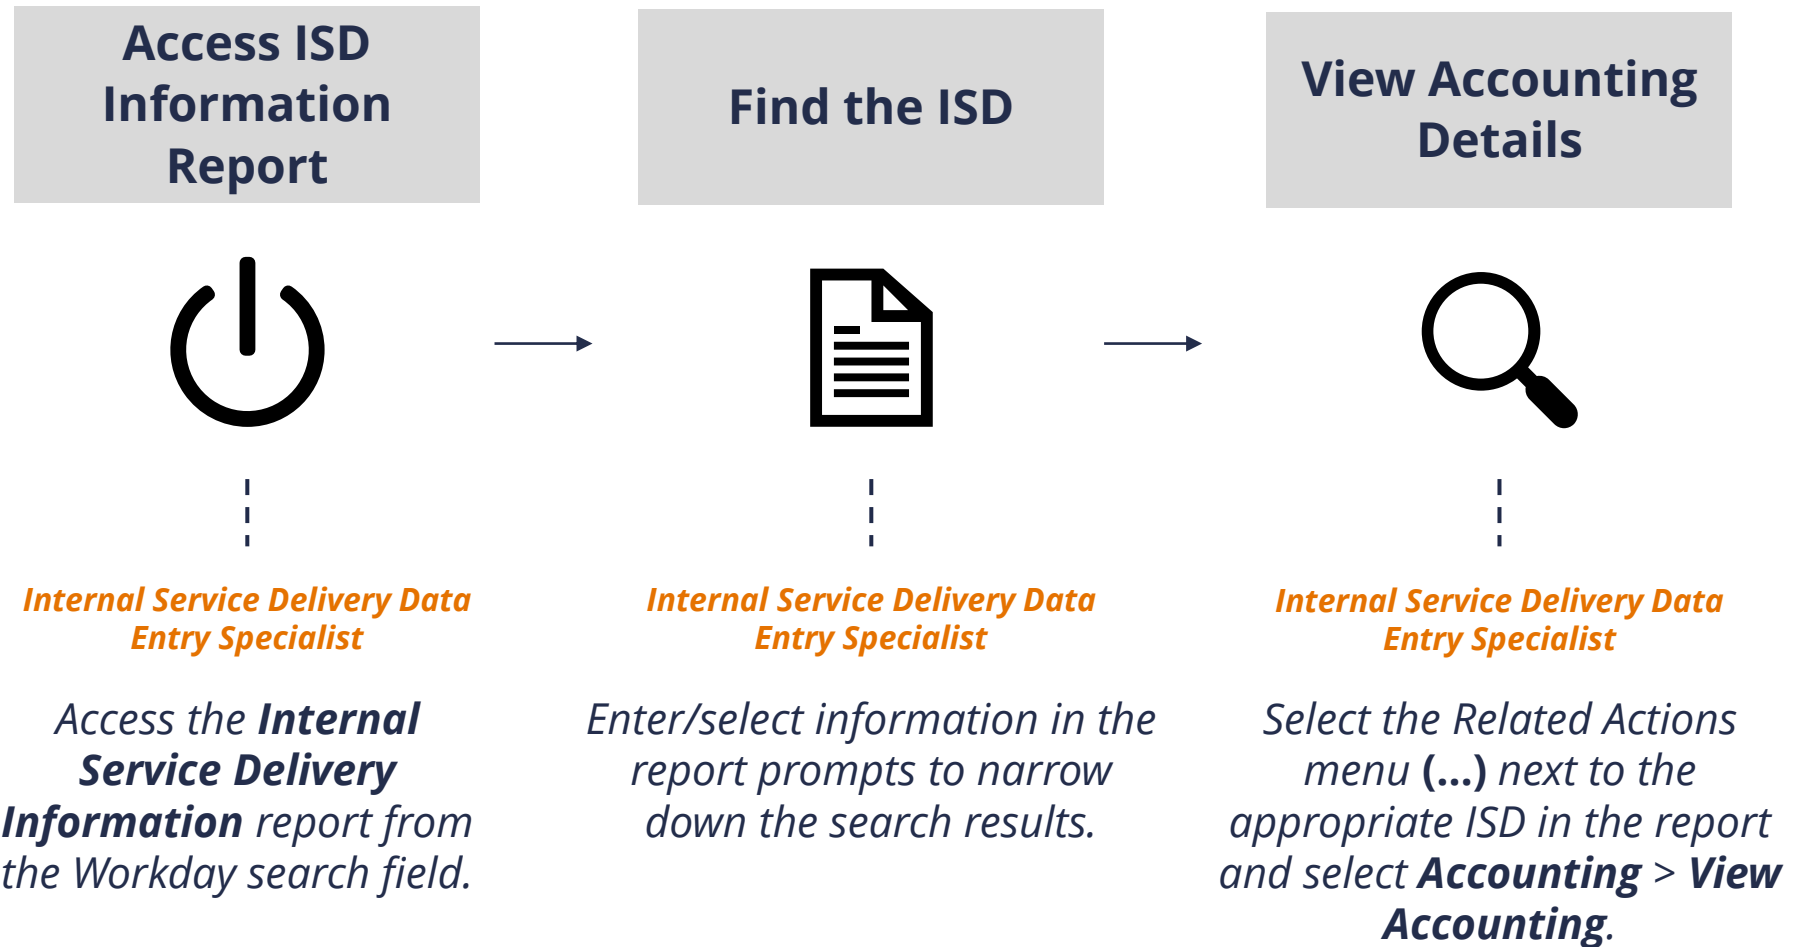 Access ISD
Information
Report
Find the ISD
View Accounting
Details
Internal Service Delivery Data
Entry Specialist
Internal Service Delivery Data
Entry Specialist
Internal Service Delivery Data
Entry Specialist
Access the Internal
Service Delivery
Information report from
the Workday search field.
Enter/select information in the
report prompts to narrow
down the search results.
Select the Related Actions
menu (...) next to the
appropriate ISD in the report
and select Accounting > View
Accounting.